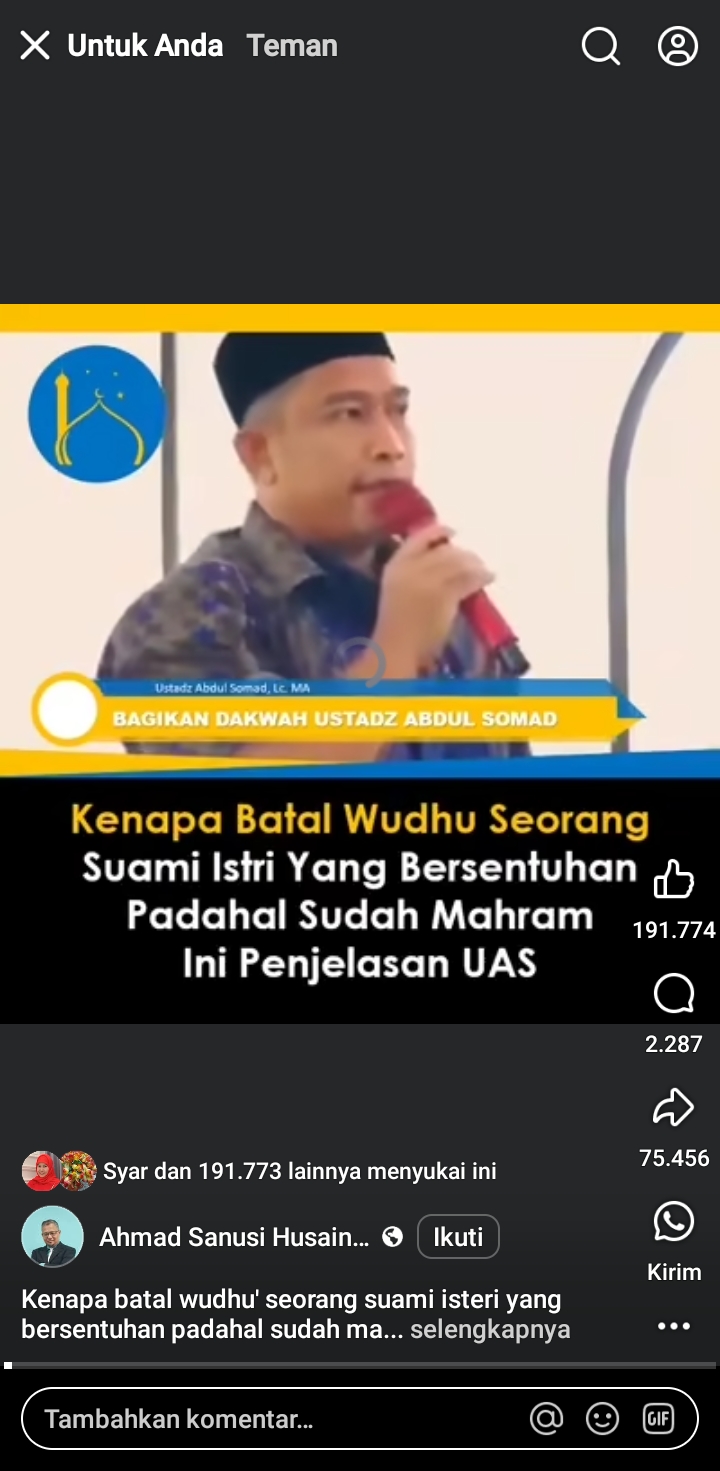 Untuk Anda Teman
Ustadz Abdul Somad, Lc. MA
BAGIKAN DAKWAH USTADZ ABDUL SOMAD
Kenapa Batal Wudhu Seorang
Suami Istri Yang Bersentuhan
Padahal Sudah Mahram
Ini Penjelasan UAS
191.774
2.287
75.456
Kirim
Syar dan 191.773 lainnya menyukai ini
Ahmad Sanusi Husain... Ikuti
Kenapa batal wudhu' seorang suami isteri yang
bersentuhan padahal sudah ma... selengkapnya
Tambahkan komentar... GIF